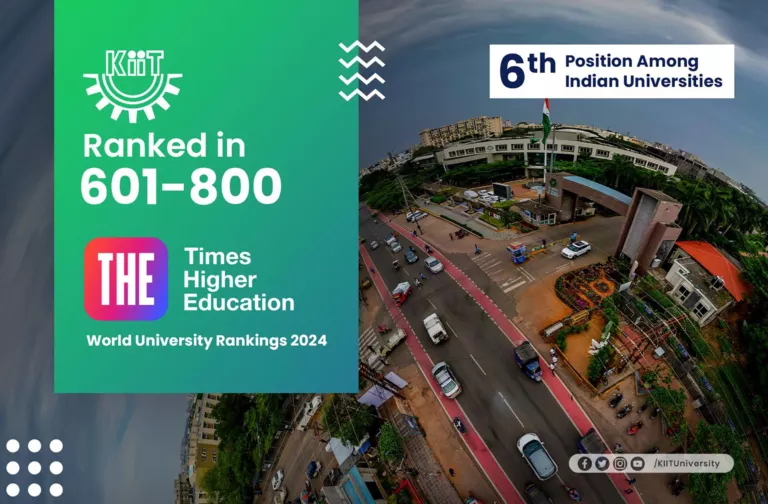 KiiT
Ranked in
601-800
THE
Times
Higher
Education
World University Rankings 2024
6th
Position Among
Indian Universities
/KIITUniversity